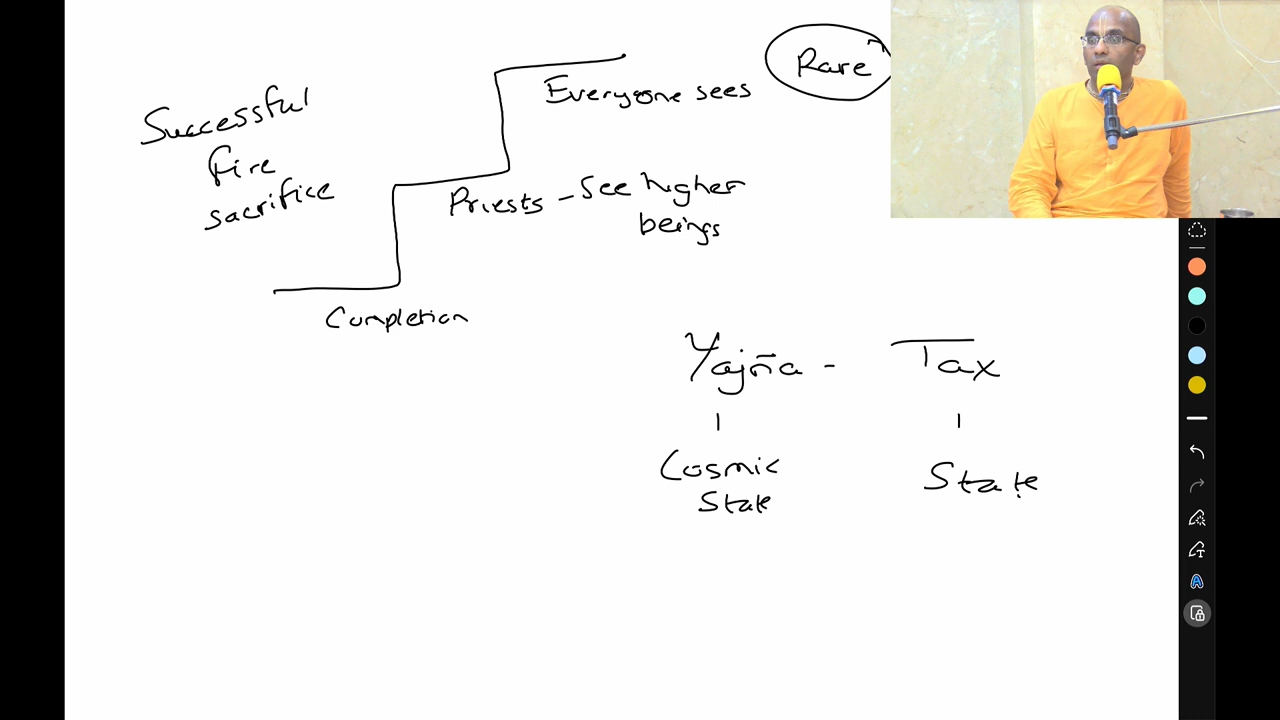 Successful
fire
sacrifice
Everyone sees
Rare
Priests - See higher
beings
Completion
Yajña - Tax
Cosmic
State
State